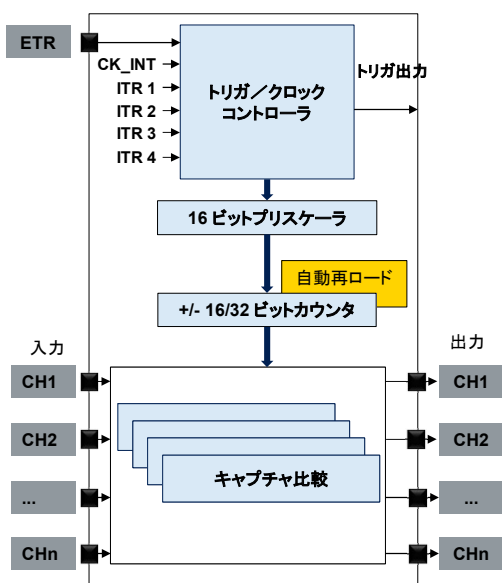 ETR
CK_INT
ITR 1
ITR 2
ITR 3
ITR 4
トリガ／クロック
コントローラ
トリガ出力
16 ビットプリスケーラ
自動再ロード
+/- 16/32 ビットカウンタ
入力
出力
CH1
CH1
CH2
CH2
...
...
キャプチャ比較
CHn
CHn